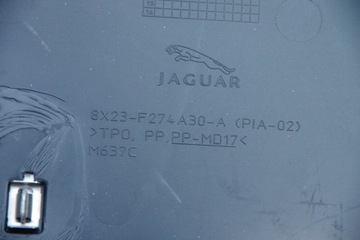 JAGUAR
8X23-F274A30-A (PIA-02)
>TPO, PP, PP-MD17<
M637C